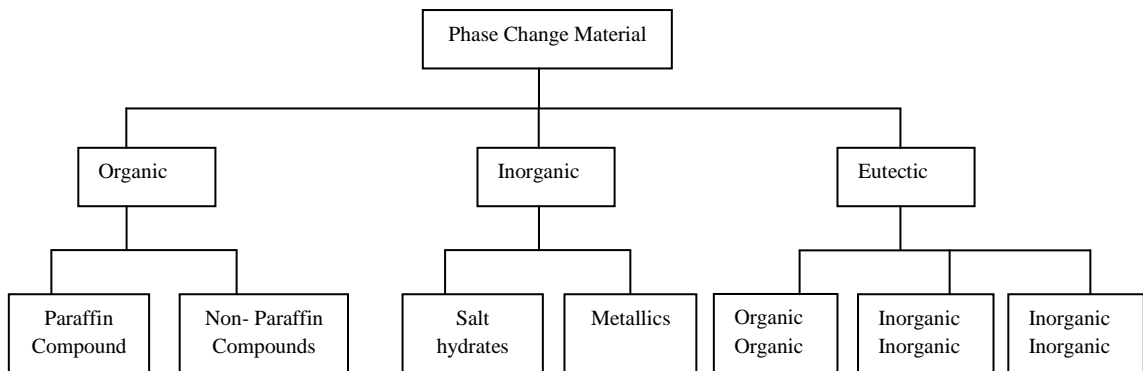 Phase Change Material
Organic
Inorganic
Eutectic
Paraffin
Compound
Non- Paraffin
Compounds
Salt
hydrates
Metallics
Organic
Organic
Inorganic
Inorganic
Inorganic
Inorganic